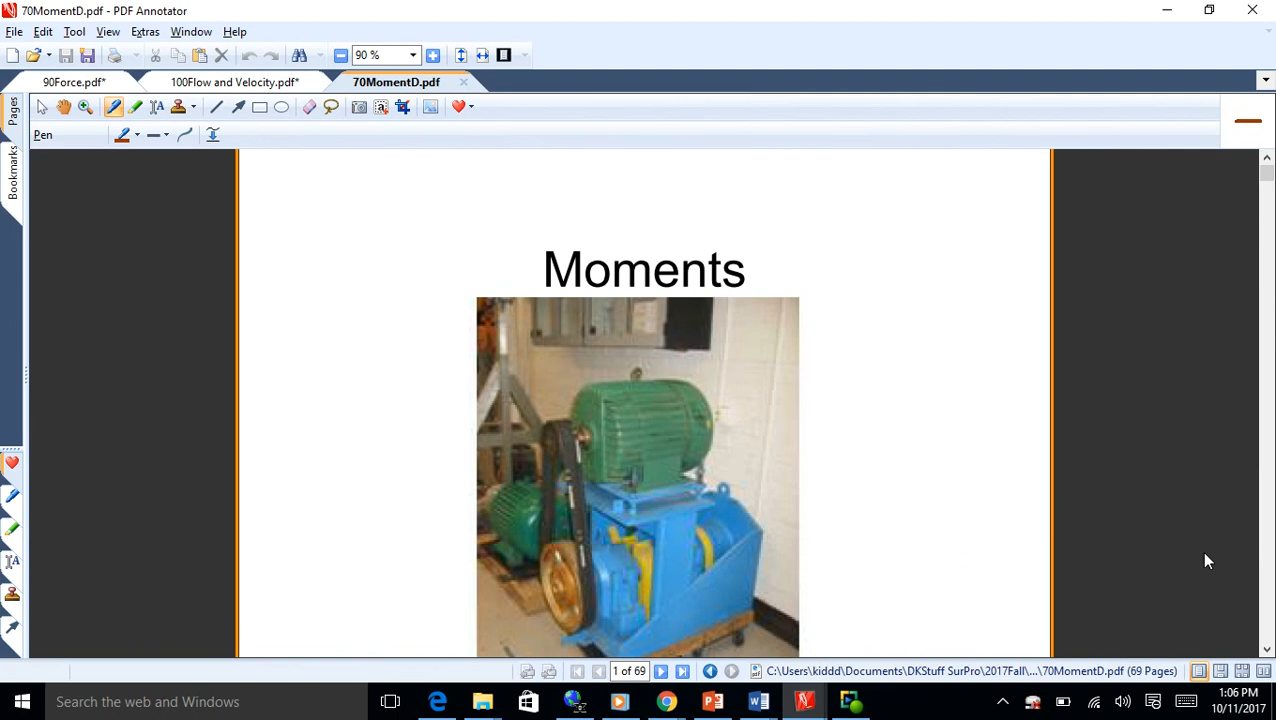 70MomentD.pdf - PDF Annotator
File Edit Tool View Extras Window Help
90 %
90Force.pdf* 100Flow and Velocity.pdf* 70MomentD.pdf
Pen
Pages
Bookmarks
Moments
1 of 69
C:\Users\kiddd\Documents\DKStuff SurPro\2017Fall\...\70MomentD.pdf (69 Pages)
Search the web and Windows
1:06 PM
10/11/2017